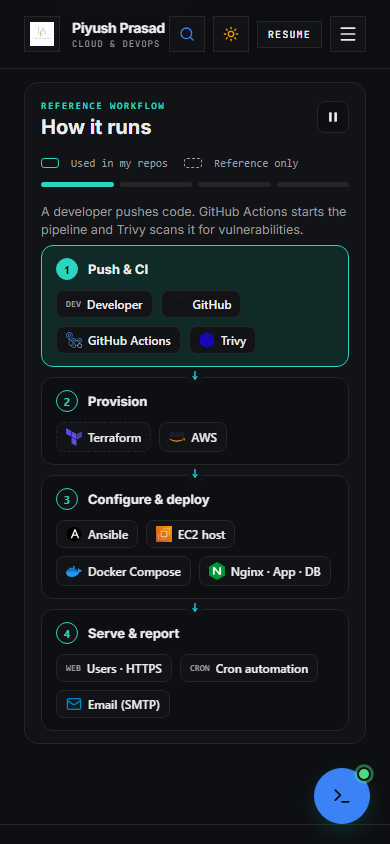 Piyush Prasad
CLOUD & DEVOPS
RESUME
REFERENCE WORKFLOW
How it runs
Used in my repos
Reference only
A developer pushes code. GitHub Actions starts the
pipeline and Trivy scans it for vulnerabilities.
1 Push & CI
DEV Developer
GitHub
GitHub Actions
Trivy
2 Provision
Terraform
AWS
3 Configure & deploy
Ansible
EC2 host
Docker Compose
Nginx · App · DB
4 Serve & report
WEB Users · HTTPS
CRON Cron automation
Email (SMTP)